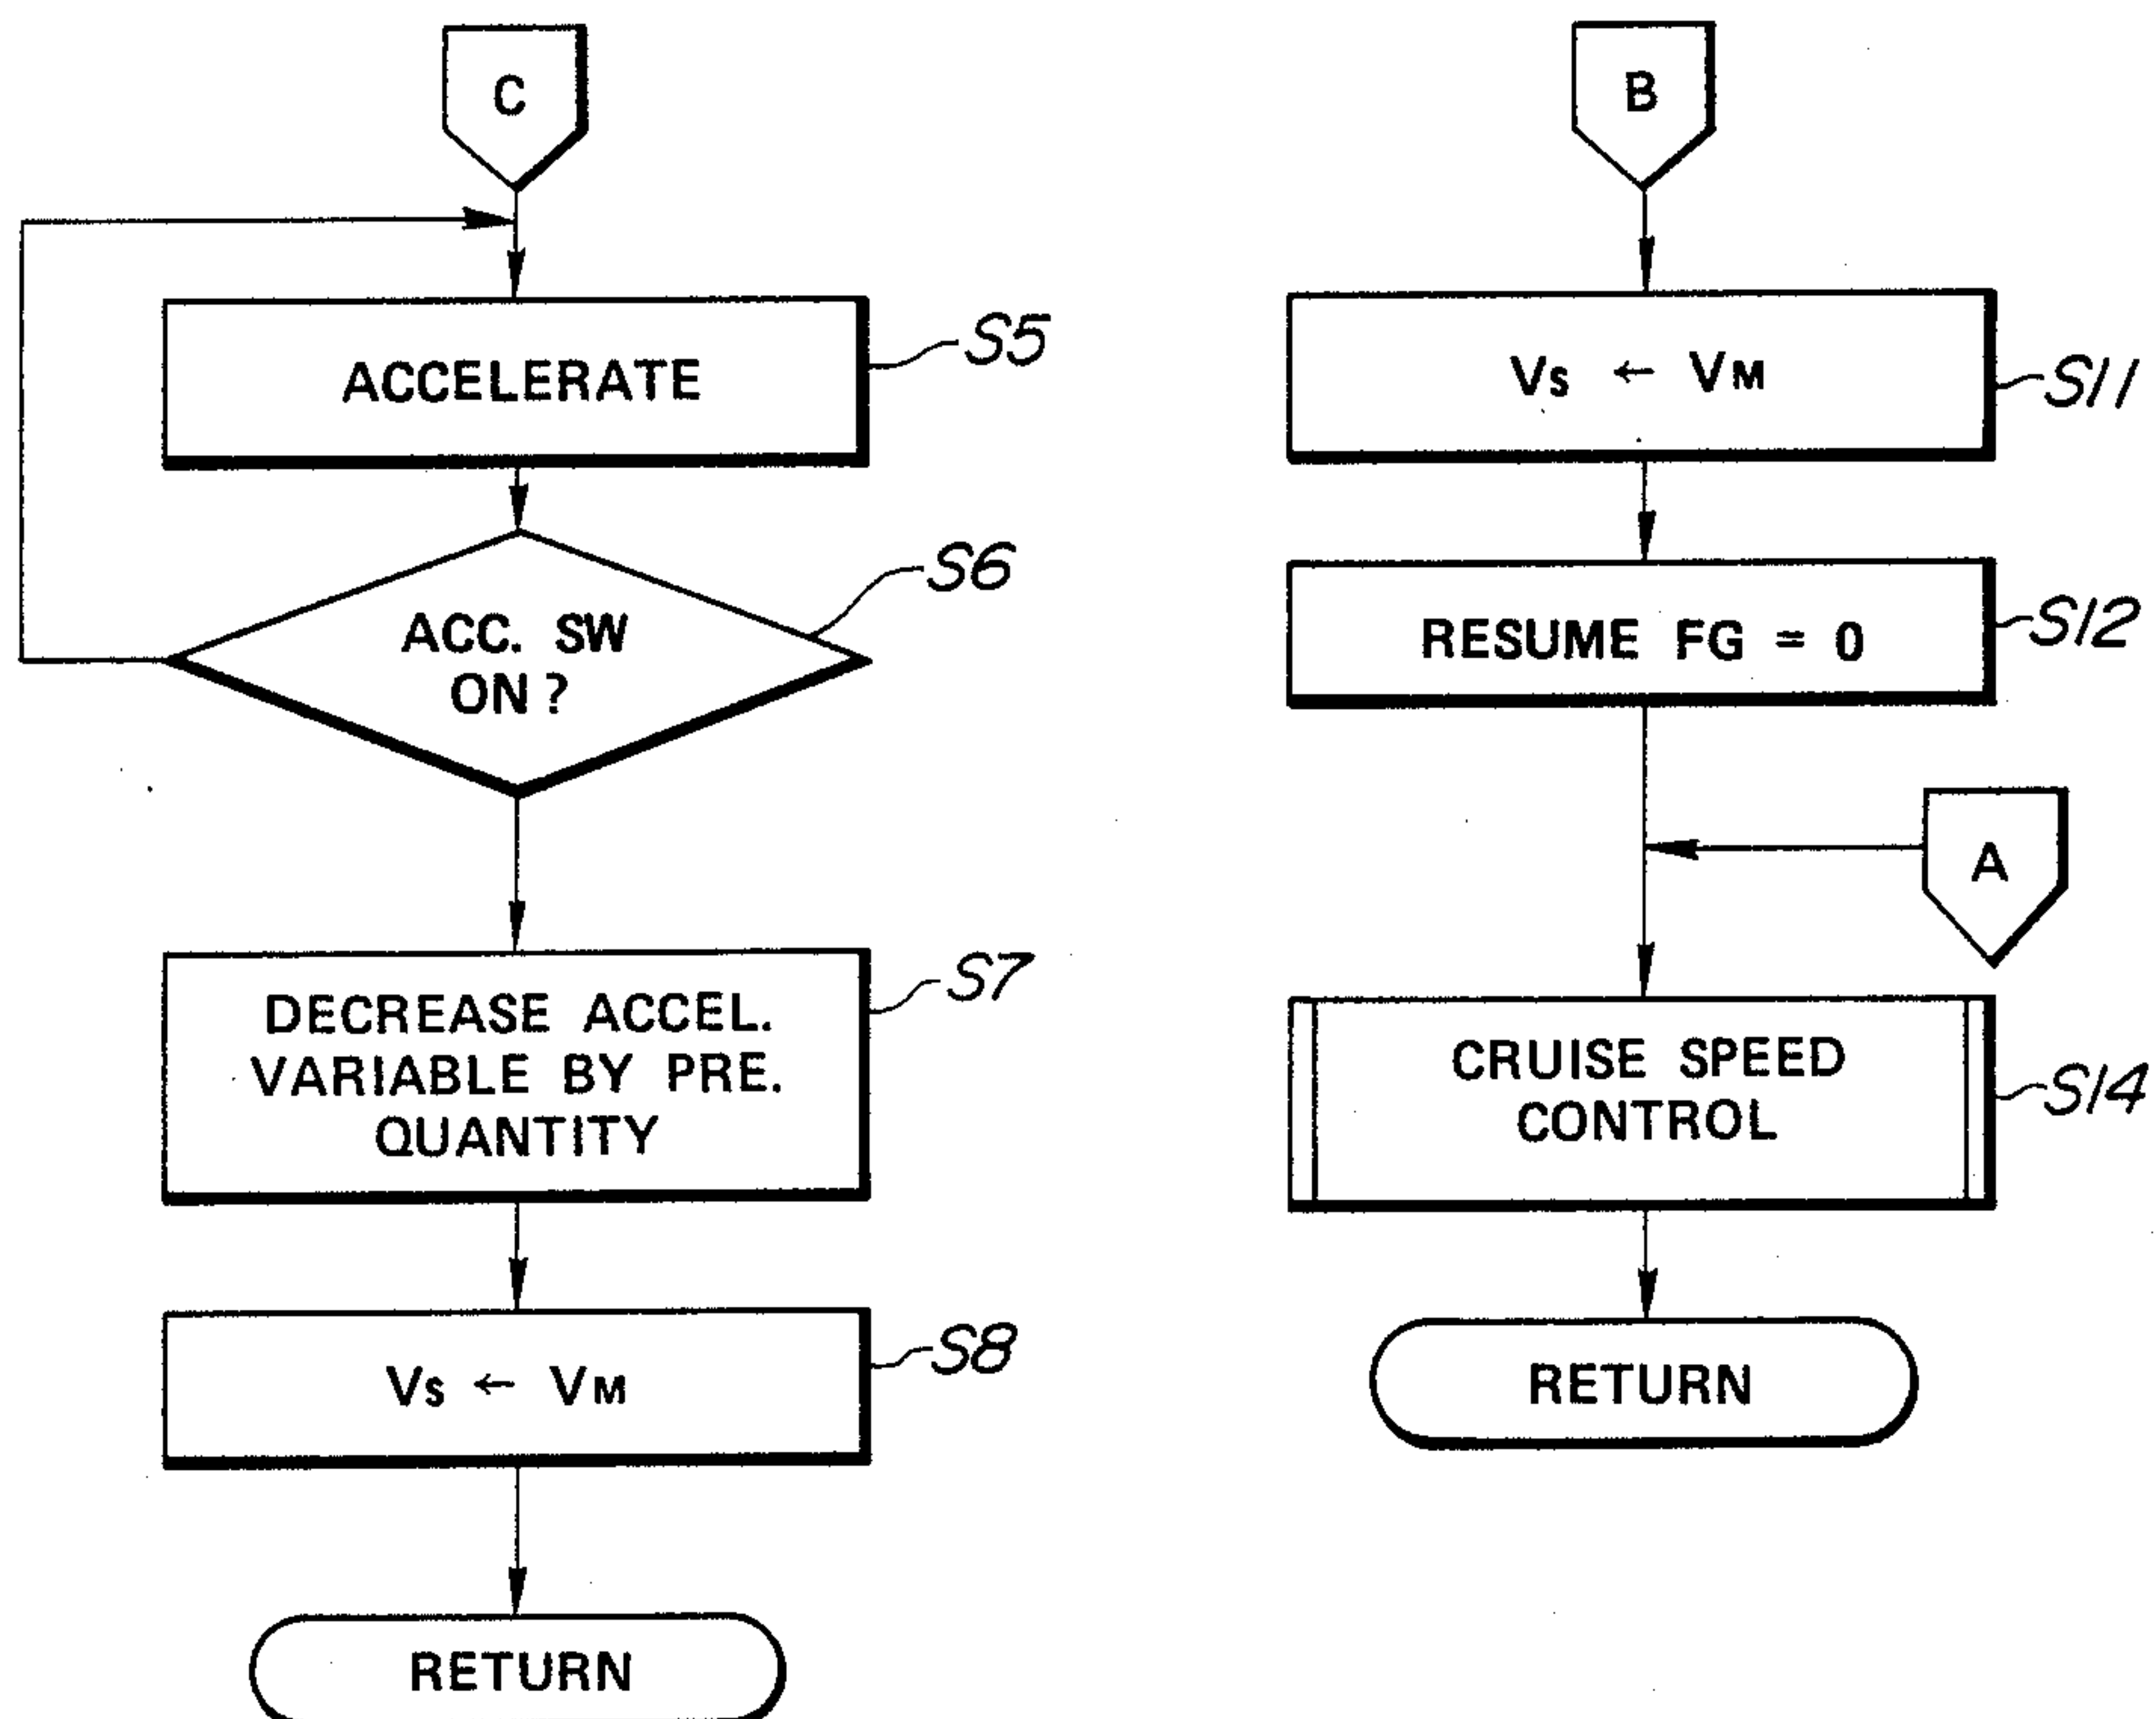 C
ACCELERATE
S5
ACC. SW
ON?
S6
DECREASE ACCEL.
VARIABLE BY PRE.
QUANTITY
S7
VS ← VM
S8
RETURN
B
VS ← VM
S11
RESUME FG = 0
S12
A
CRUISE SPEED
CONTROL
S14
RETURN